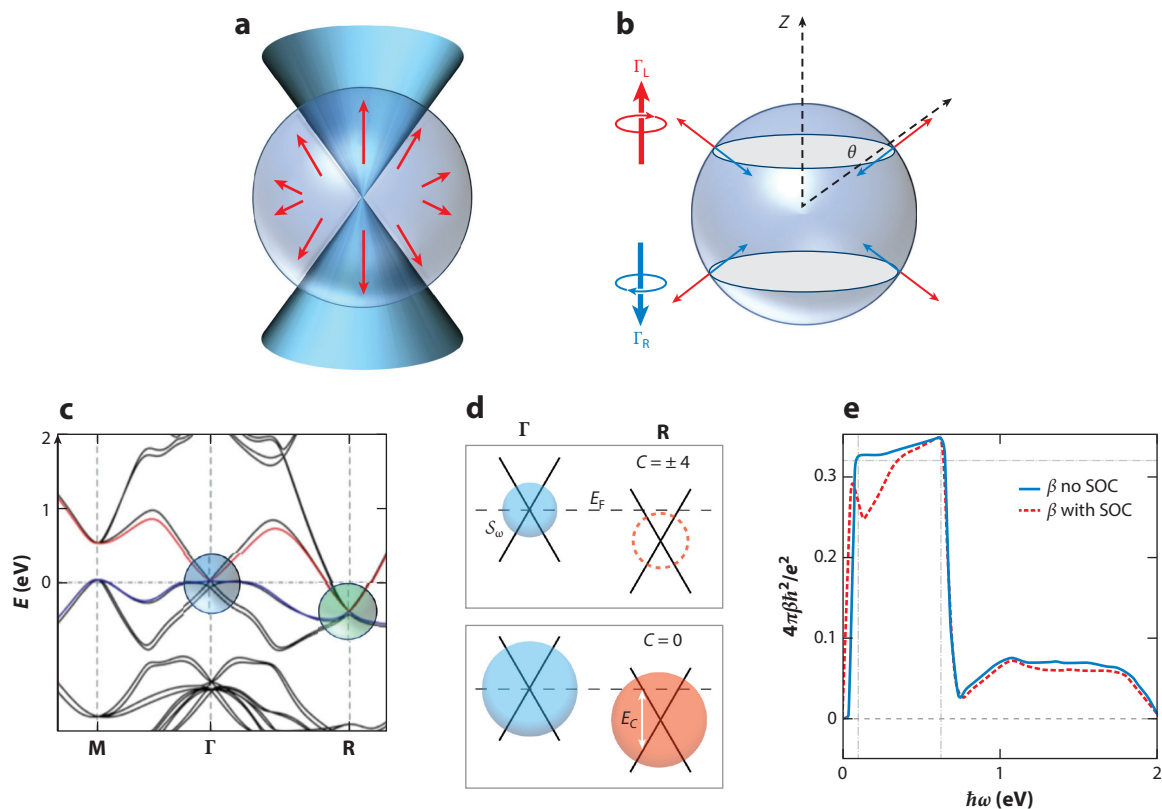 a
b
Z
Γ_L
θ
Γ_R
c
2
1
0
E (eV)
M
Γ
R
d
Γ
R
C = ± 4
E_F
S_ω
C = 0
E_C
e
0.3
0.2
0.1
0
4πβħ²/e²
β no SOC
β with SOC
0
1
2
ħω (eV)